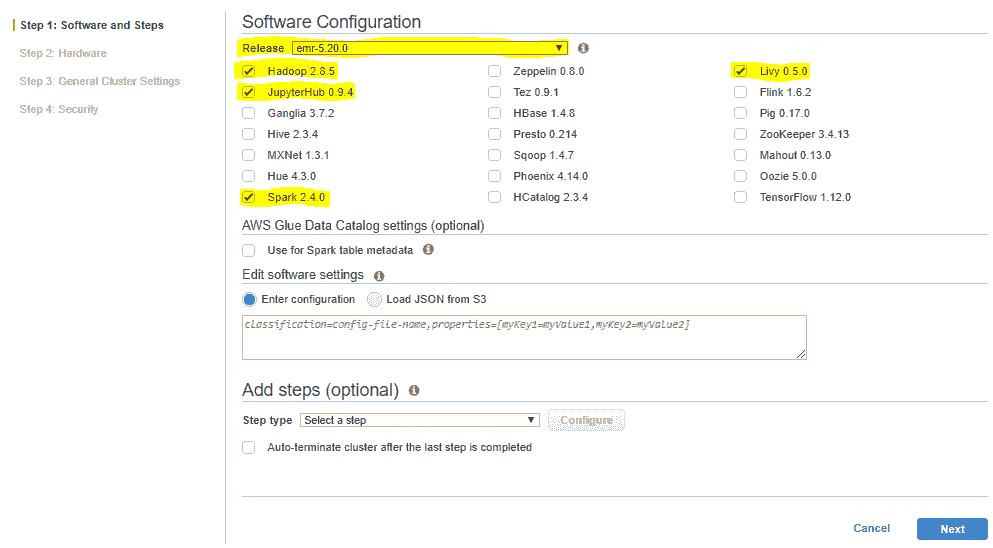 Step 1: Software and Steps
Step 2: Hardware
Step 3: General Cluster Settings
Step 4: Security
Software Configuration
Release emr-5.20.0
Hadoop 2.8.5 Zeppelin 0.8.0 Livy 0.5.0
JupyterHub 0.9.4 Tez 0.9.1 Flink 1.6.2
Ganglia 3.7.2 HBase 1.4.8 Pig 0.17.0
Hive 2.3.4 Presto 0.214 ZooKeeper 3.4.13
MXNet 1.3.1 Sqoop 1.4.7 Mahout 0.13.0
Hue 4.3.0 Phoenix 4.14.0 Oozie 5.0.0
Spark 2.4.0 HCatalog 2.3.4 TensorFlow 1.12.0
AWS Glue Data Catalog settings (optional)
Use for Spark table metadata
Edit software settings
Enter configuration Load JSON from S3
classification=config-file-name,properties=[myKey1=myValue1,myKey2=myValue2]
Add steps (optional)
Step type Select a step Configure
Auto-terminate cluster after the last step is completed
Cancel Next